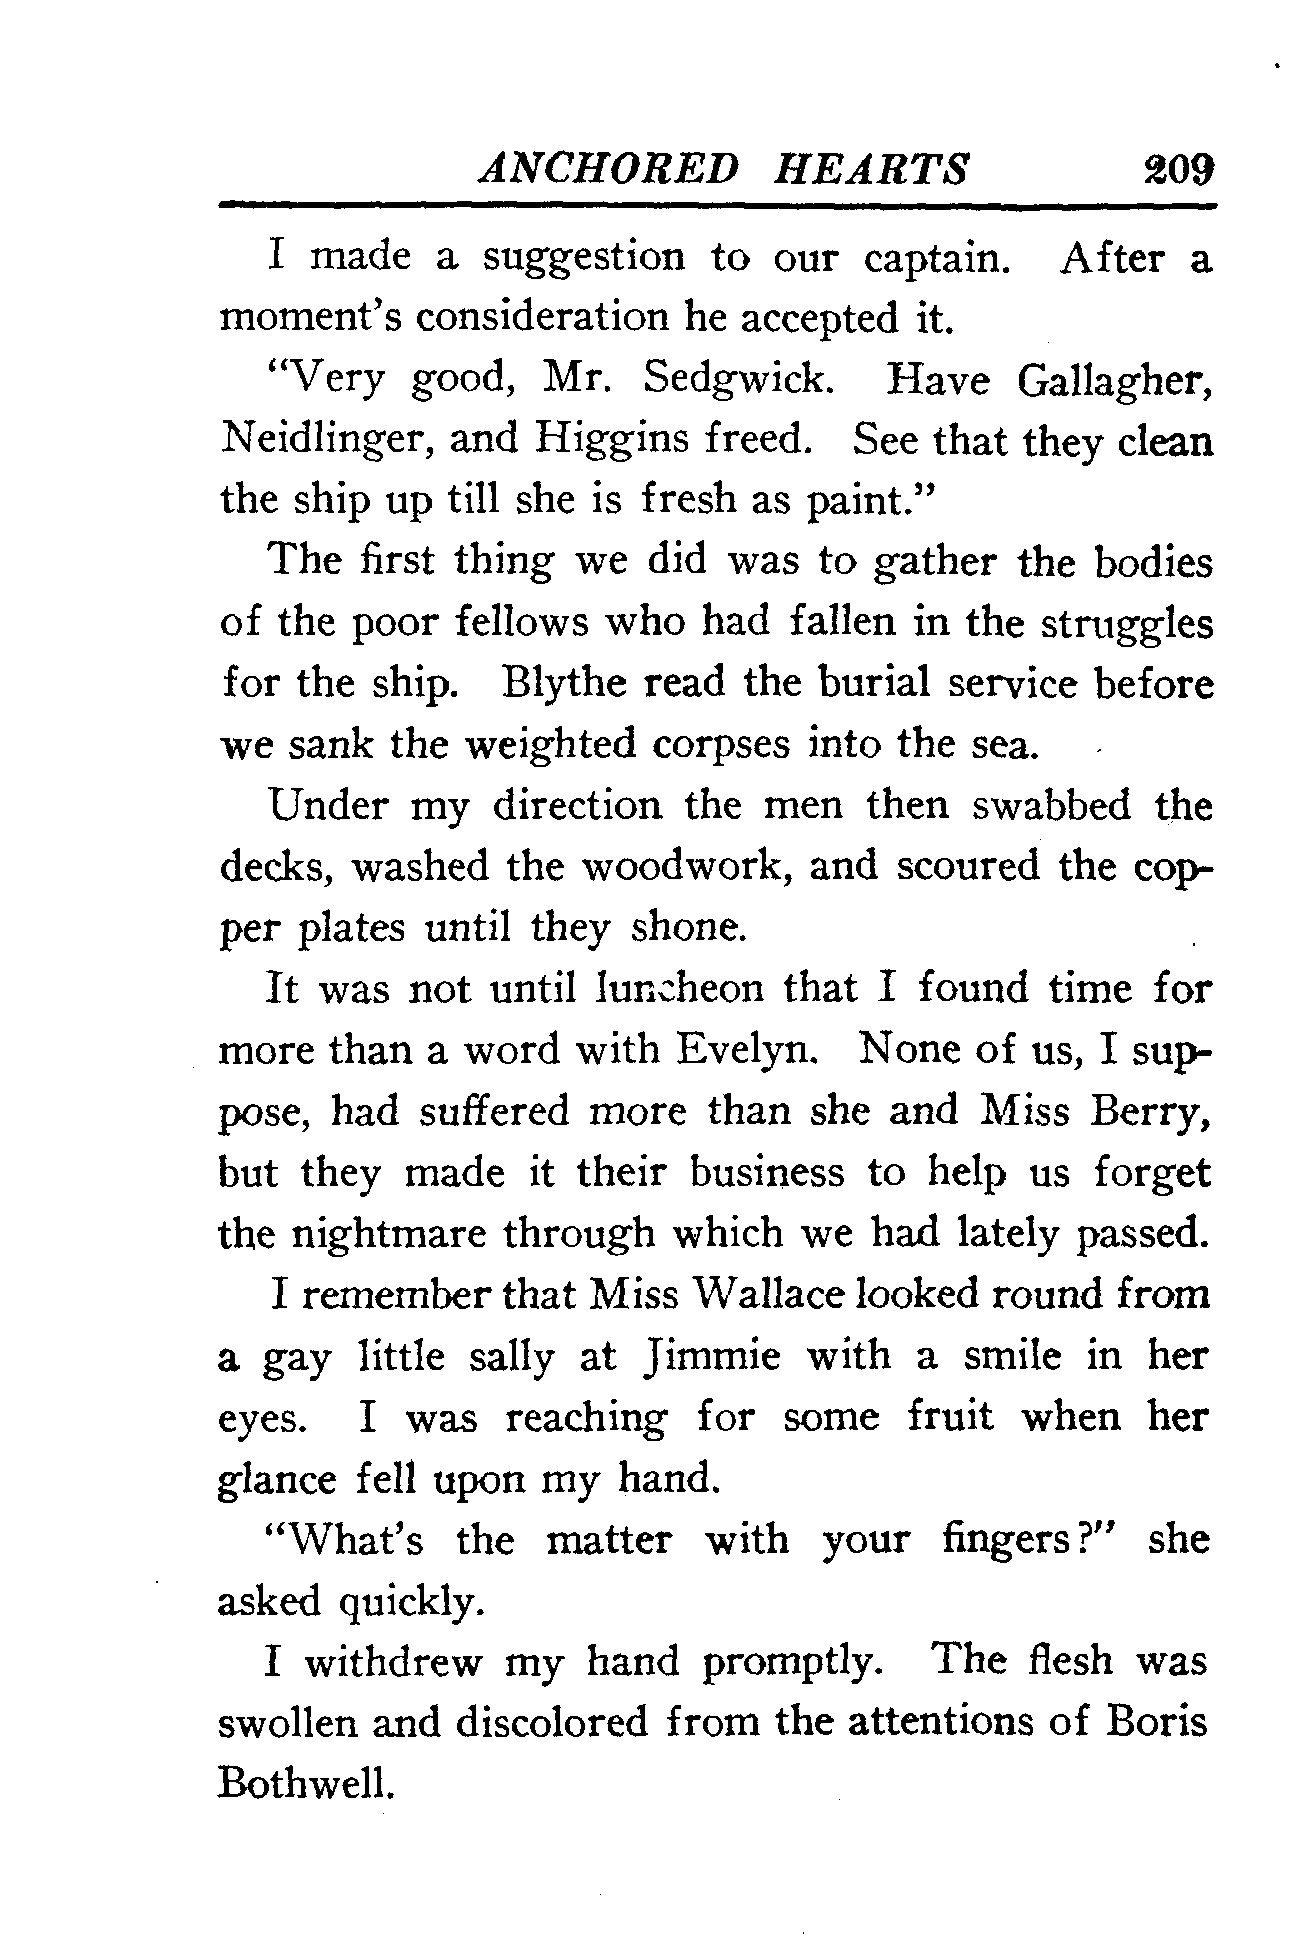 ANCHORED HEARTS 209
I made a suggestion to our captain. After a
moment's consideration he accepted it.
"Very good, Mr. Sedgwick. Have Gallagher,
Neidlinger, and Higgins freed. See that they clean
the ship up till she is fresh as paint."
The first thing we did was to gather the bodies
of the poor fellows who had fallen in the struggles
for the ship. Blythe read the burial service before
we sank the weighted corpses into the sea.
Under my direction the men then swabbed the
decks, washed the woodwork, and scoured the cop-
per plates until they shone.
It was not until luncheon that I found time for
more than a word with Evelyn. None of us, I sup-
pose, had suffered more than she and Miss Berry,
but they made it their business to help us forget
the nightmare through which we had lately passed.
I remember that Miss Wallace looked round from
a gay little sally at Jimmie with a smile in her
eyes. I was reaching for some fruit when her
glance fell upon my hand.
"What's the matter with your fingers?" she
asked quickly.
I withdrew my hand promptly. The flesh was
swollen and discolored from the attentions of Boris
Bothwell.